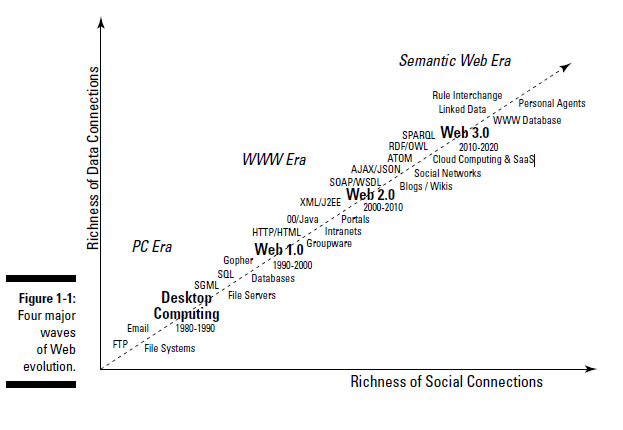 Semantic Web Era
Rule Interchange
Personal Agents
Linked Data
WWW Database
SPARQL Web 3.0
RDF/OWL 2010-2020
ATOM Cloud Computing & SaaS
WWW Era
AJAX/JSON Social Networks
SOAP/WSDL Blogs / Wikis
Web 2.0
XML/J2EE 2000-2010
OO/Java Portals
HTTP/HTML Intranets
Web 1.0 Groupware
PC Era
Gopher 1990-2000
SQL Databases
SGML File Servers
Desktop
Computing
Email 1980-1990
FTP File Systems
Richness of Data Connections
Richness of Social Connections
Figure 1-1:
Four major
waves
of Web
evolution.